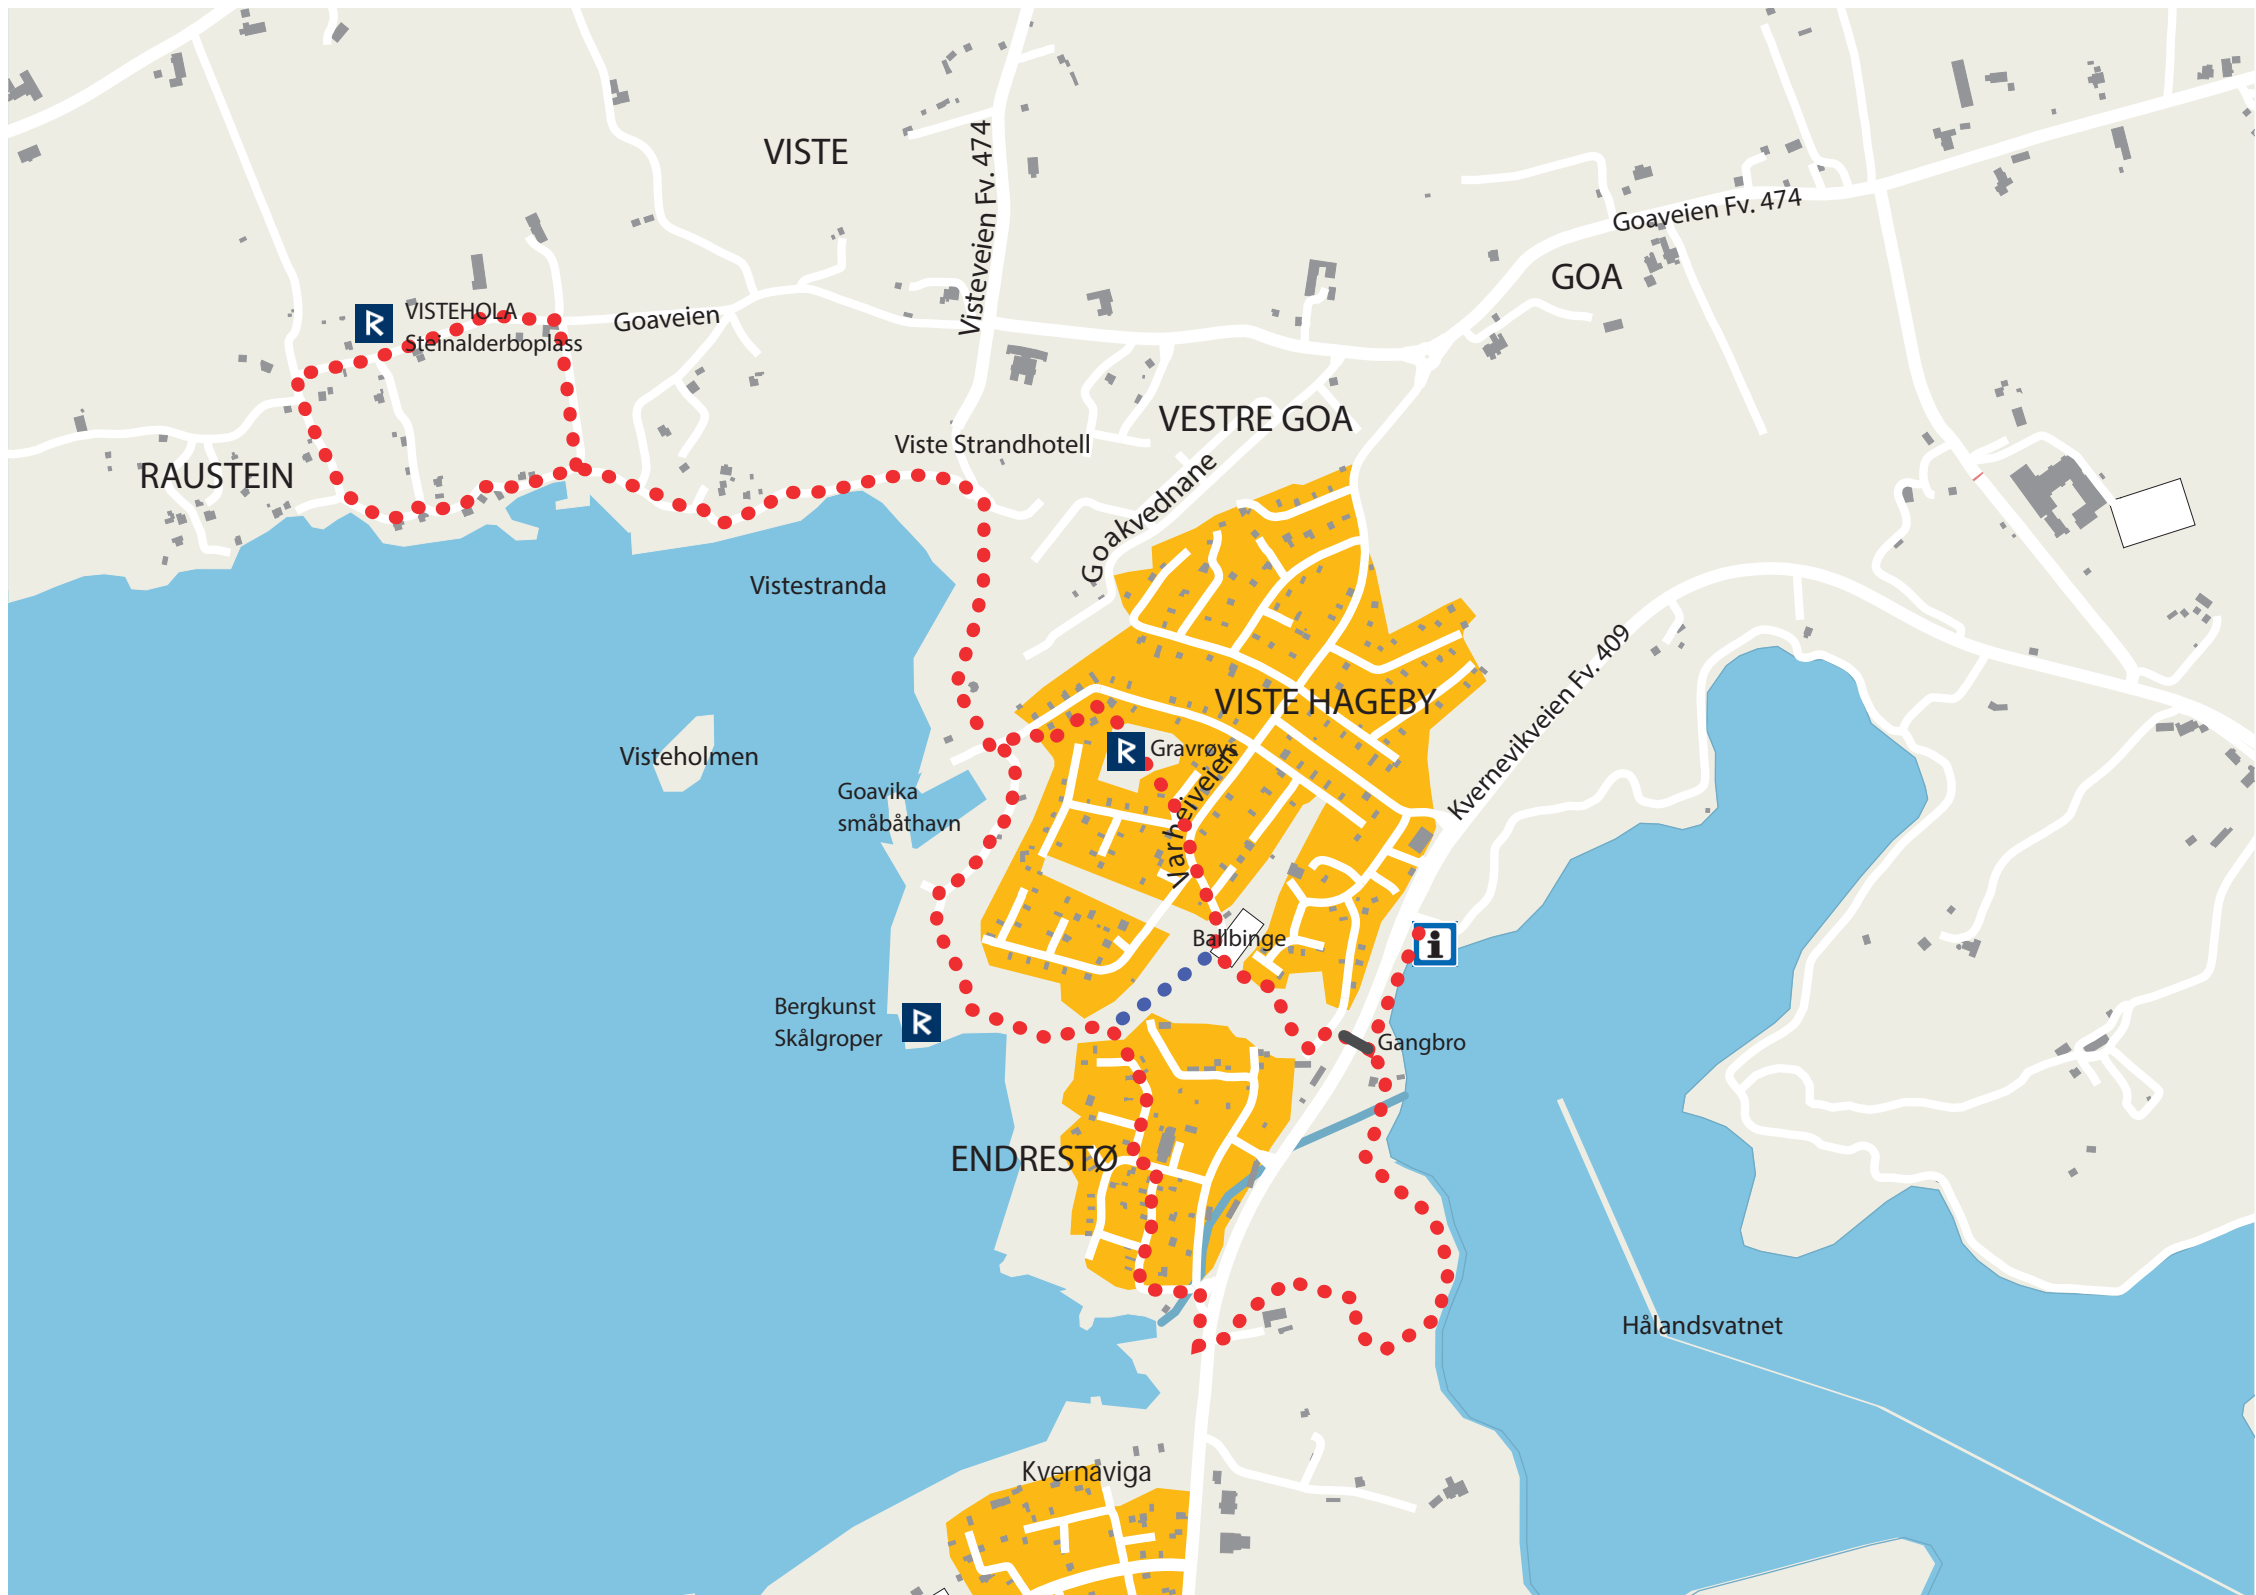 VISTE
Visteveien Fv. 474
Goaveien Fv. 474
GOA
VISTEHOLA
Steinalderboplass
Goaveien
VESTRE GOA
Viste Strandhotell
RAUSTEIN
Goakvednane
Vistestranda
VISTE HAGEBY
Kvernevikveien Fv. 409
Visteholmen
Gravrøys
Varheiveien
Goavika
småbåthavn
Ballbinge
i
Bergkunst
Skålgroper
Gangbro
ENDRESTØ
Hålandsvatnet
Kvernaviga